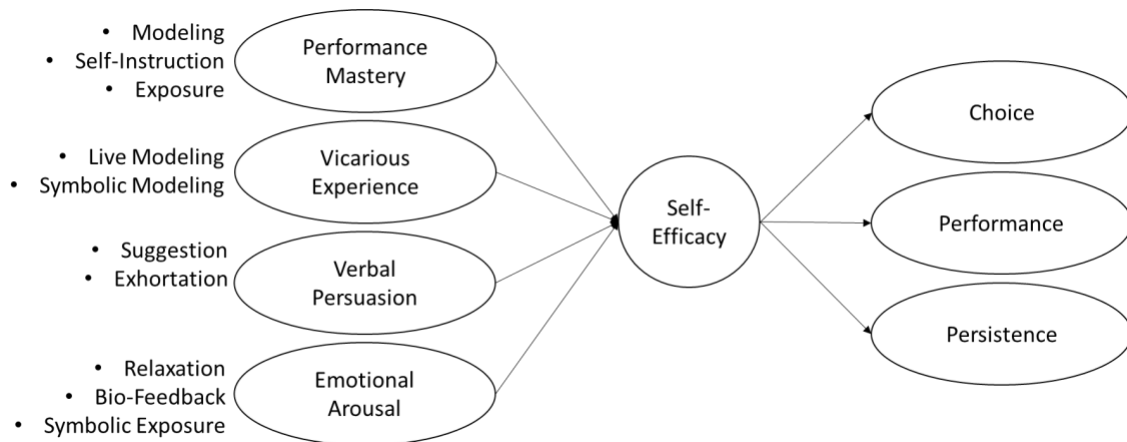 • Modeling
• Self-Instruction
• Exposure
Performance
Mastery
• Live Modeling
• Symbolic Modeling
Vicarious
Experience
• Suggestion
• Exhortation
Verbal
Persuasion
• Relaxation
• Bio-Feedback
• Symbolic Exposure
Emotional
Arousal
Self-
Efficacy
Choice
Performance
Persistence